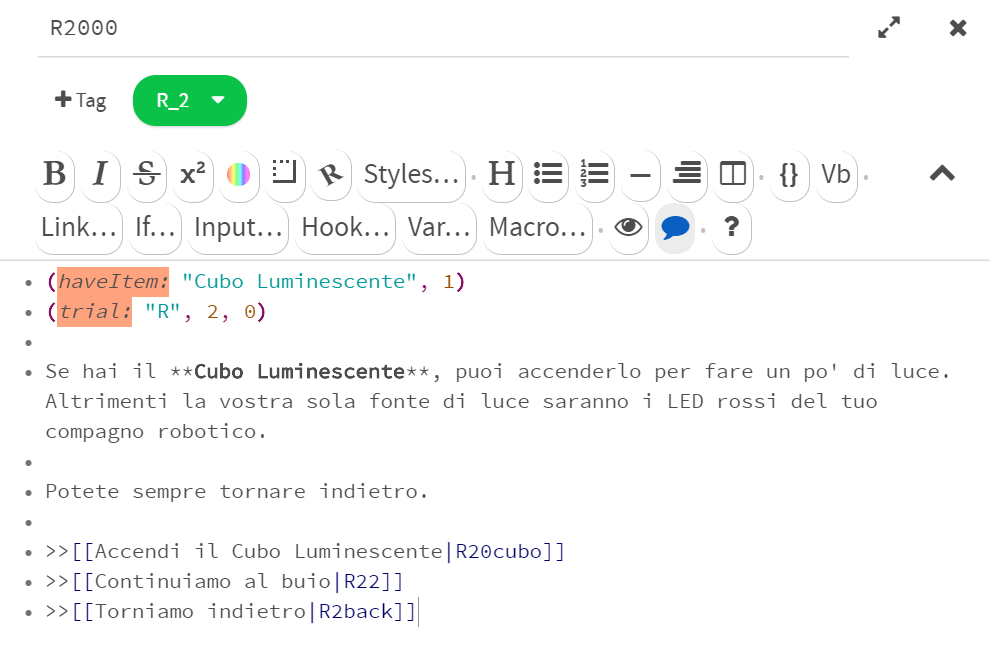 R2000
+ Tag R_2
B I S x² R Styles... H {} Vb
Link... If... Input... Hook... Var... Macro... ?
(haveItem: "Cubo Luminescente", 1)
(trial: "R", 2, 0)
Se hai il **Cubo Luminescente**, puoi accenderlo per fare un po' di luce.
Altrimenti la vostra sola fonte di luce saranno i LED rossi del tuo
compagno robotico.
Potete sempre tornare indietro.
>>[[Accendi il Cubo Luminescente|R20cubo]]
>>[[Continuiamo al buio|R22]]
>>[[Torniamo indietro|R2back]]